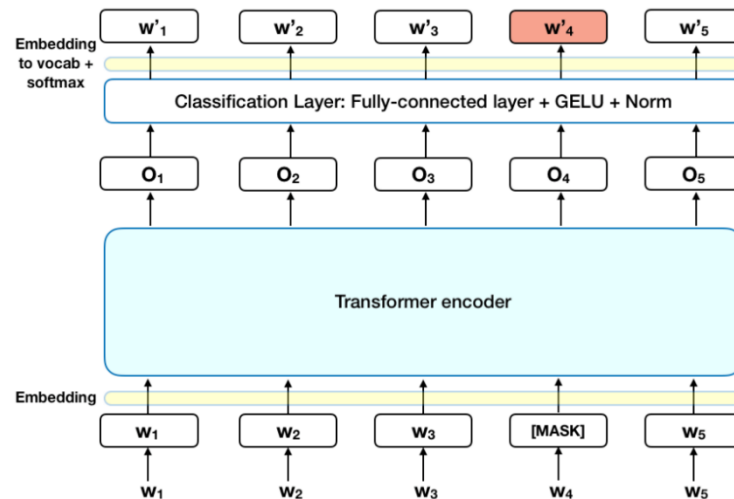 w'1 w'2 w'3 w'4 w'5
Embedding
to vocab +
softmax
Classification Layer: Fully-connected layer + GELU + Norm
O1 O2 O3 O4 O5
Transformer encoder
Embedding
W1 W2 W3 [MASK] W5
w1 w2 w3 w4 w5